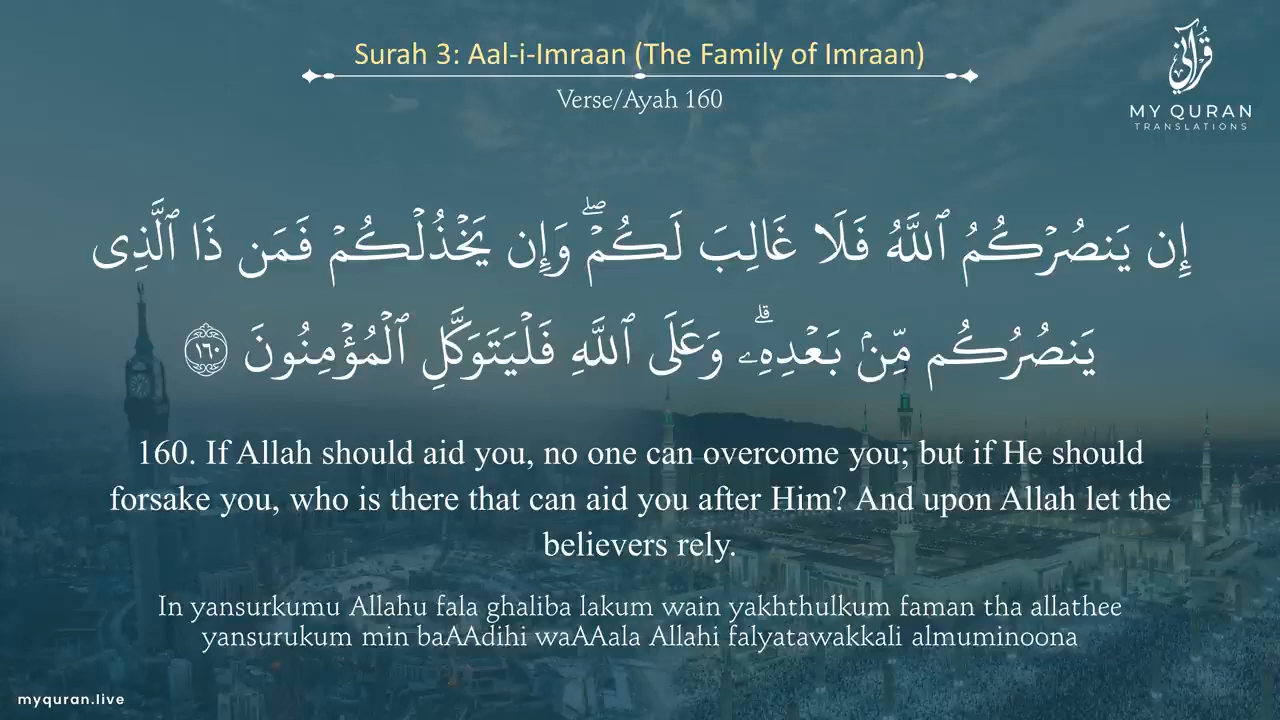 Surah 3: Aal-i-Imraan (The Family of Imraan)
Verse/Ayah 160
قرآني
MY QURAN
TRANSLATIONS
إِن يَنصُرْكُمُ ٱللَّهُ فَلَا غَالِبَ لَكُمْ ۖ وَإِن يَخْذُلْكُمْ فَمَن ذَا ٱلَّذِى
يَنصُرُكُم مِّنۢ بَعْدِهِۦ ۗ وَعَلَى ٱللَّهِ فَلْيَتَوَكَّلِ ٱلْمُؤْمِنُونَ ١٦٠
160. If Allah should aid you, no one can overcome you; but if He should
forsake you, who is there that can aid you after Him? And upon Allah let the
believers rely.
In yansurkumu Allahu fala ghaliba lakum wain yakhthulkum faman tha allathee
yansurukum min baAAdihi waAAala Allahi falyatawakkali almuminoona
myquran.live